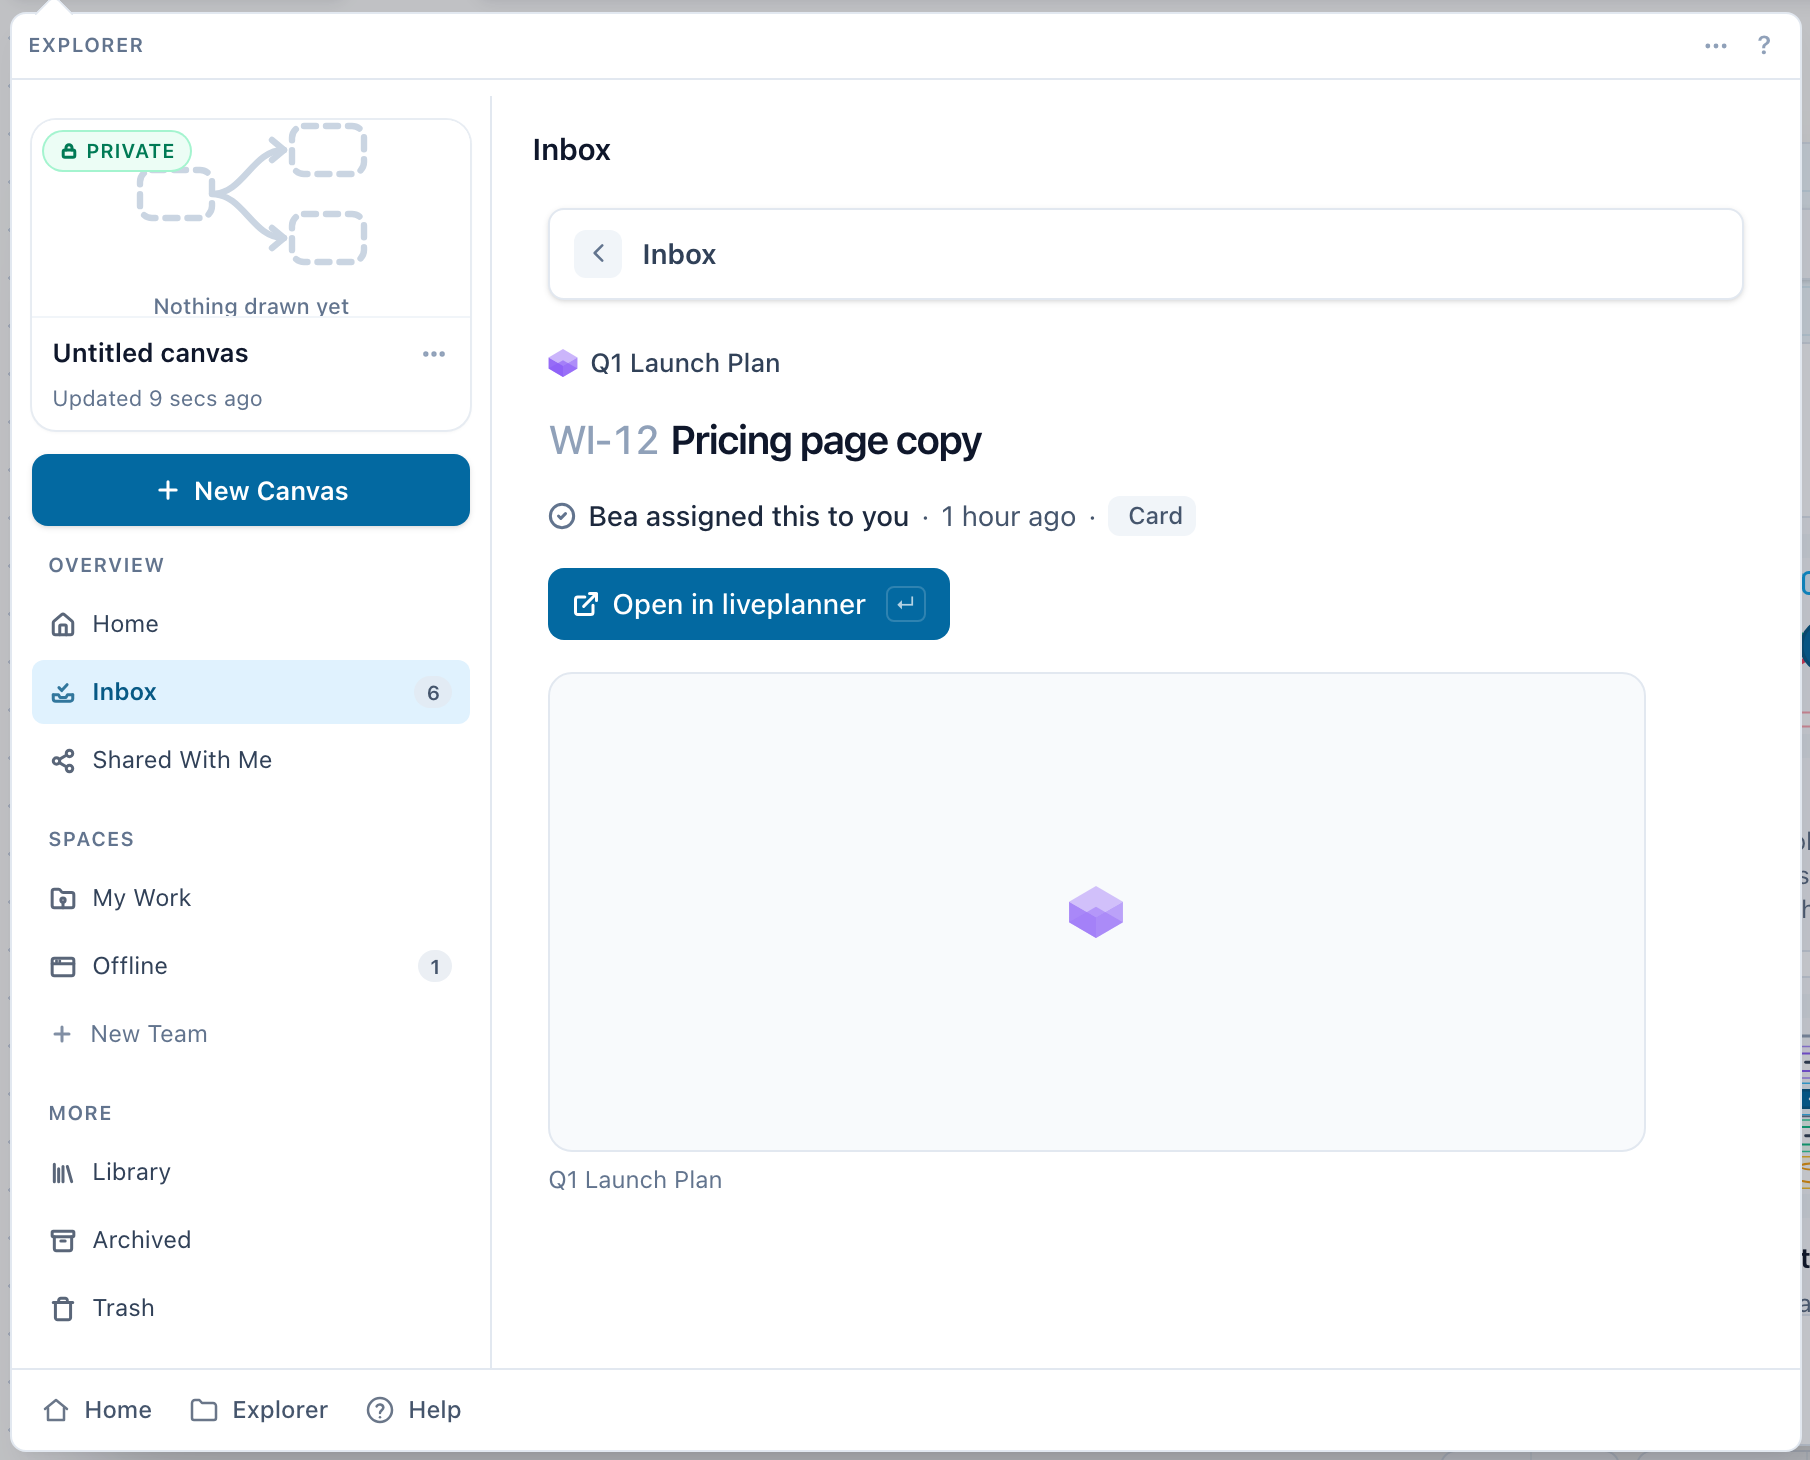 EXPLORER
?
PRIVATE
Nothing drawn yet
Untitled canvas
Updated 9 secs ago
New Canvas
OVERVIEW
Home
Inbox 6
Shared With Me
SPACES
My Work
Offline 1
New Team
MORE
Library
Archived
Trash
Inbox
Inbox
Q1 Launch Plan
WI-12 Pricing page copy
Bea assigned this to you · 1 hour ago · Card
Open in liveplanner
Q1 Launch Plan
Home Explorer Help